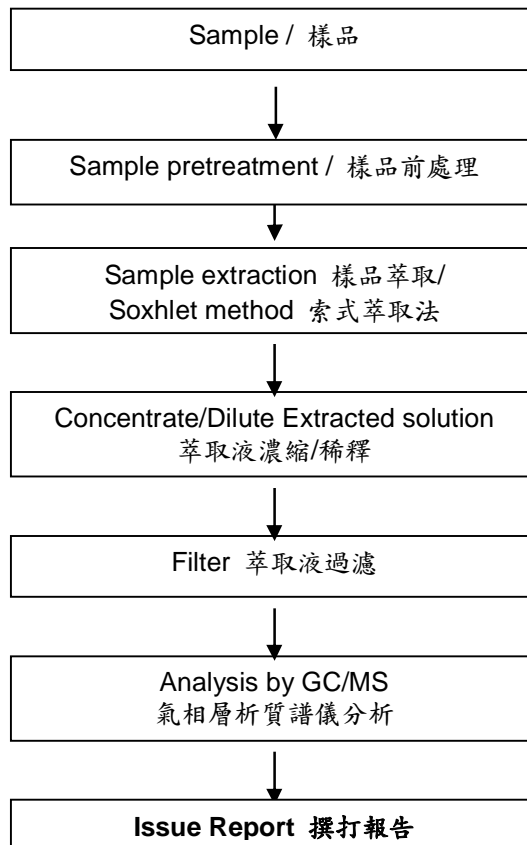 Sample / 樣品
Sample pretreatment / 樣品前處理
Sample extraction 樣品萃取/
Soxhlet method 索式萃取法
Concentrate/Dilute Extracted solution
萃取液濃縮/稀釋
Filter 萃取液過濾
Analysis by GC/MS
氣相層析質譜儀分析
Issue Report 撰打報告